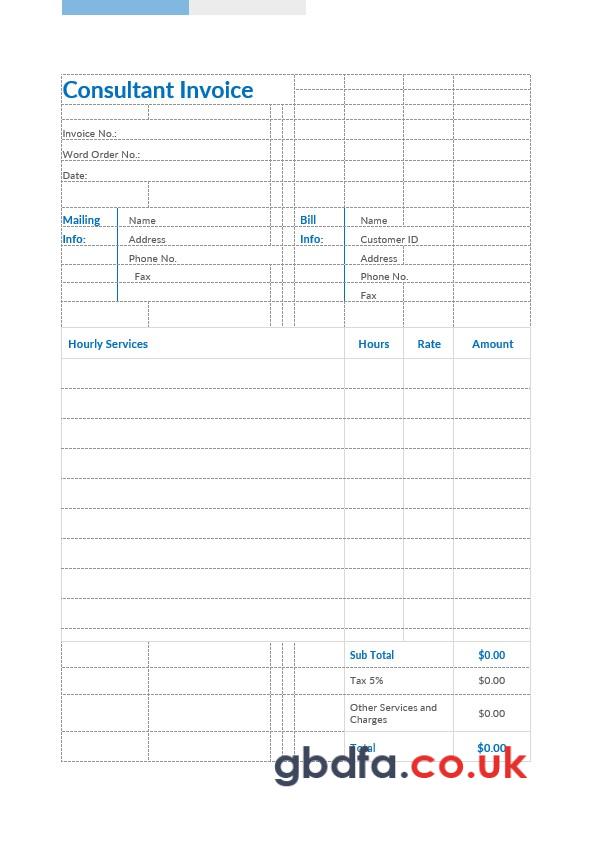 Consultant Invoice
Invoice No.:
Word Order No.:
Date:
Mailing Info:
Name
Address
Phone No.
Fax
Bill Info:
Name
Customer ID
Address
Phone No.
Fax
Hourly Services Hours Rate Amount
Sub Total $0.00
Tax 5% $0.00
Other Services and
Charges $0.00
Total $0.00
gbdfa.co.uk